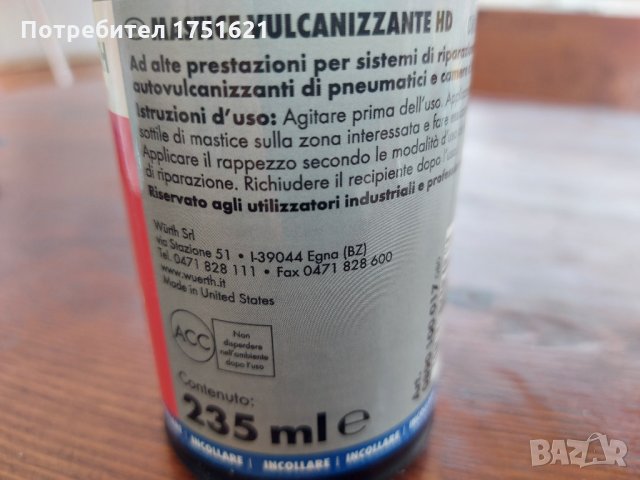 Потребител 1751621
VULCANIZZANTE HD
Ad alte prestazioni per sistemi di
autovulcanizzanti di pneumatici e
Istruzioni d'uso: Agitare prima dell'uso.
sottile di mastice sulla zona interessata e
Applicare il rappezzo secondo le modalità d'uso
di riparazione. Richiudere il recipiente dopo
Riservato agli utilizzatori industriali e
Würth Srl
via Stazione 51 • I-39044 Egna (BZ)
Tel. 0471 828 111 • Fax 0471 828 600
www.wuerth.it
Made in United States
ACC
Non
disperdere
nell'ambiente
dopo l'uso
Contenuto:
235 ml e
INCOLLARE | INCOLLARE | INCOLLARE
Art.
BAZAR